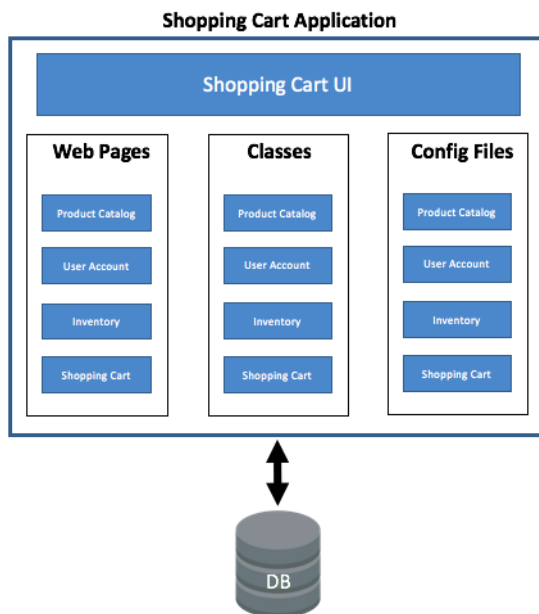 Shopping Cart Application
Shopping Cart UI
Web Pages
Product Catalog
User Account
Inventory
Shopping Cart
Classes
Product Catalog
User Account
Inventory
Shopping Cart
Config Files
Product Catalog
User Account
Inventory
Shopping Cart
DB